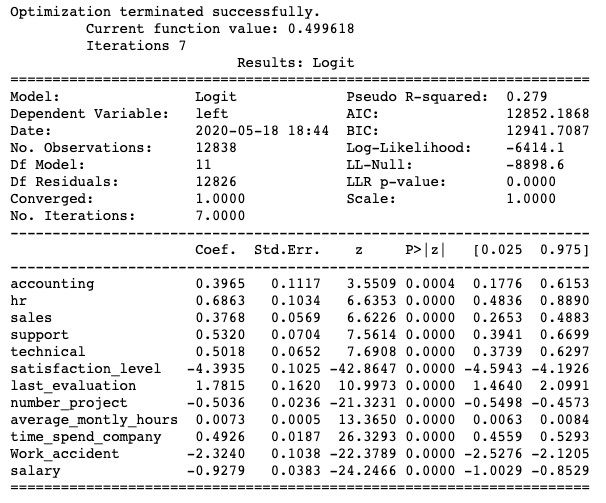 Optimization terminated successfully.
         Current function value: 0.499618
         Iterations 7
                           Results: Logit
=====================================================================
Model:                Logit             Pseudo R-squared:  0.279
Dependent Variable:   left              AIC:               12852.1868
Date:                 2020-05-18 18:44  BIC:               12941.7087
No. Observations:     12838             Log-Likelihood:    -6414.1
Df Model:             11                LL-Null:           -8898.6
Df Residuals:         12826             LLR p-value:       0.0000
Converged:            1.0000            Scale:             1.0000
No. Iterations:       7.0000
---------------------------------------------------------------------
                      Coef.  Std.Err.    z     P>|z|   [0.025  0.975]
---------------------------------------------------------------------
accounting            0.3965   0.1117   3.5509 0.0004  0.1776  0.6153
hr                    0.6863   0.1034   6.6353 0.0000  0.4836  0.8890
sales                 0.3768   0.0569   6.6226 0.0000  0.2653  0.4883
support               0.5320   0.0704   7.5614 0.0000  0.3941  0.6699
technical             0.5018   0.0652   7.6908 0.0000  0.3739  0.6297
satisfaction_level   -4.3935   0.1025 -42.8647 0.0000 -4.5943 -4.1926
last_evaluation       1.7815   0.1620  10.9973 0.0000  1.4640  2.0991
number_project       -0.5036   0.0236 -21.3231 0.0000 -0.5498 -0.4573
average_montly_hours  0.0073   0.0005  13.3650 0.0000  0.0063  0.0084
time_spend_company    0.4926   0.0187  26.3293 0.0000  0.4559  0.5293
Work_accident        -2.3240   0.1038 -22.3789 0.0000 -2.5276 -2.1205
salary               -0.9279   0.0383 -24.2466 0.0000 -1.0029 -0.8529
=====================================================================